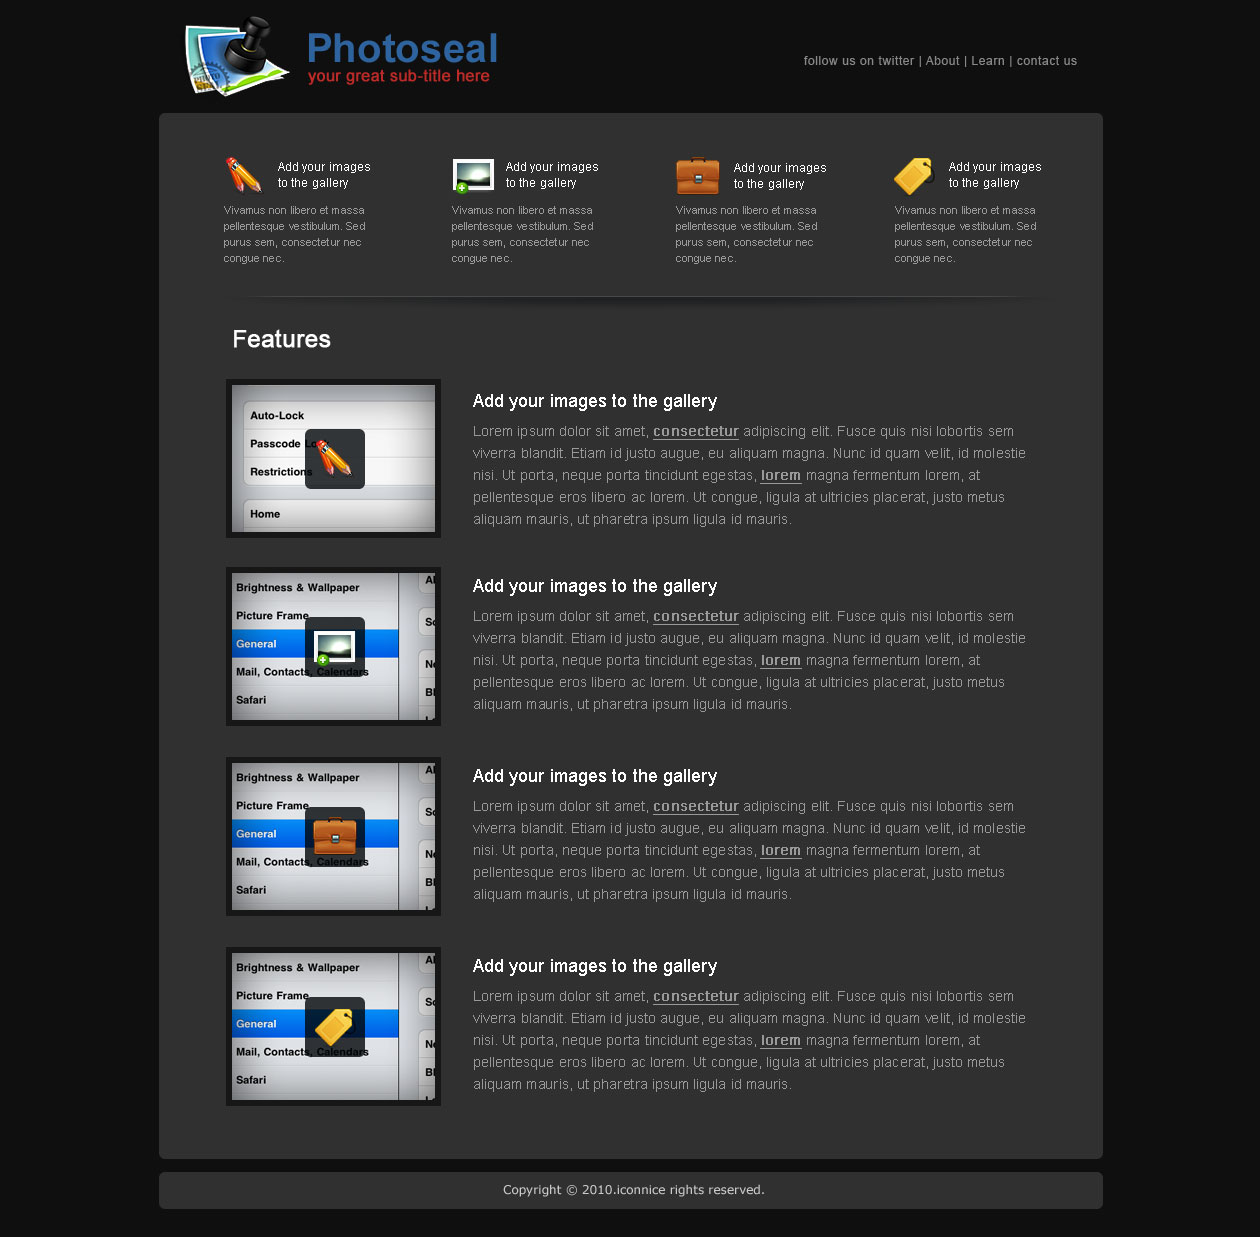 Photoseal
your great sub-title here
follow us on twitter | About | Learn | contact us
Add your images
to the gallery
Vivamus non libero et massa
pellentesque vestibulum. Sed
purus sem, consectetur nec
congue nec.
Add your images
to the gallery
Vivamus non libero et massa
pellentesque vestibulum. Sed
purus sem, consectetur nec
congue nec.
Add your images
to the gallery
Vivamus non libero et massa
pellentesque vestibulum. Sed
purus sem, consectetur nec
congue nec.
Add your images
to the gallery
Vivamus non libero et massa
pellentesque vestibulum. Sed
purus sem, consectetur nec
congue nec.
Features
Auto-Lock
Passcode
Restrictions
Home
Add your images to the gallery
Lorem ipsum dolor sit amet, consectetur adipiscing elit. Fusce quis nisi lobortis sem
viverra blandit. Etiam id justo augue, eu aliquam magna. Nunc id quam velit, id molestie
nisi. Ut porta, neque porta tincidunt egestas, lorem magna fermentum lorem, at
pellentesque eros libero ac lorem. Ut congue, ligula at ultricies placerat, justo metus
aliquam mauris, ut pharetra ipsum ligula id mauris.
Brightness & Wallpaper
Picture Frame
General
Mail, Contacts, Calendars
Safari
Add your images to the gallery
Lorem ipsum dolor sit amet, consectetur adipiscing elit. Fusce quis nisi lobortis sem
viverra blandit. Etiam id justo augue, eu aliquam magna. Nunc id quam velit, id molestie
nisi. Ut porta, neque porta tincidunt egestas, lorem magna fermentum lorem, at
pellentesque eros libero ac lorem. Ut congue, ligula at ultricies placerat, justo metus
aliquam mauris, ut pharetra ipsum ligula id mauris.
Brightness & Wallpaper
Picture Frame
General
Mail, Contacts, Calendars
Safari
Add your images to the gallery
Lorem ipsum dolor sit amet, consectetur adipiscing elit. Fusce quis nisi lobortis sem
viverra blandit. Etiam id justo augue, eu aliquam magna. Nunc id quam velit, id molestie
nisi. Ut porta, neque porta tincidunt egestas, lorem magna fermentum lorem, at
pellentesque eros libero ac lorem. Ut congue, ligula at ultricies placerat, justo metus
aliquam mauris, ut pharetra ipsum ligula id mauris.
Brightness & Wallpaper
Picture Frame
General
Mail, Contacts, Calendars
Safari
Add your images to the gallery
Lorem ipsum dolor sit amet, consectetur adipiscing elit. Fusce quis nisi lobortis sem
viverra blandit. Etiam id justo augue, eu aliquam magna. Nunc id quam velit, id molestie
nisi. Ut porta, neque porta tincidunt egestas, lorem magna fermentum lorem, at
pellentesque eros libero ac lorem. Ut congue, ligula at ultricies placerat, justo metus
aliquam mauris, ut pharetra ipsum ligula id mauris.
Copyright © 2010.iconnice rights reserved.